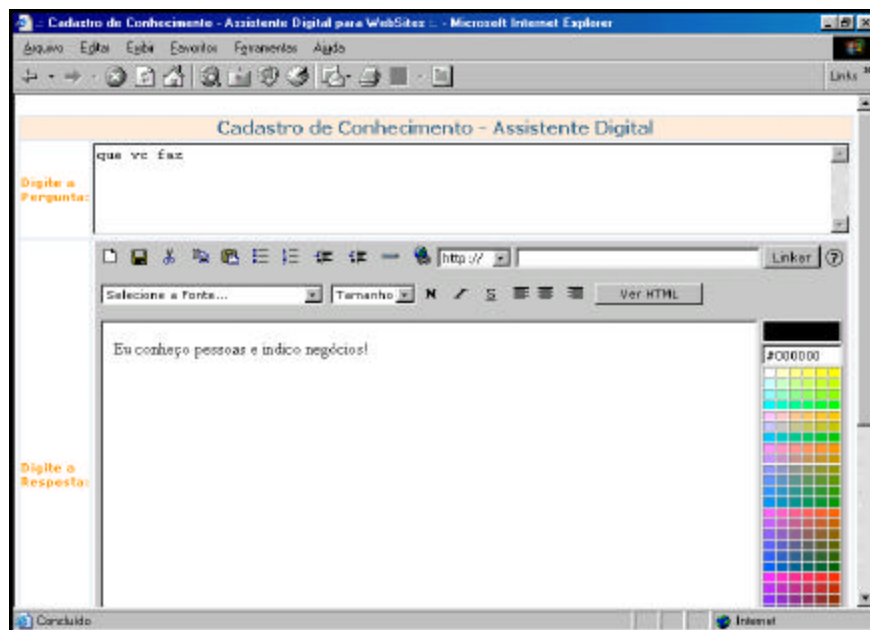 .: Cadastro de Conhecimento - Assistente Digital para WebSites :. - Microsoft Internet Explorer
Arquivo Editar Exibir Favoritos Ferramentas Ajuda
Links »
Cadastro de Conhecimento - Assistente Digital
Digite a
Pergunta:
que vc faz
http:// Linker ?
Selecione a Fonte... Tamanho N I S Ver HTML
#000000
Eu conheço pessoas e indico negócios!
Digite a
Resposta:
Concluído Internet